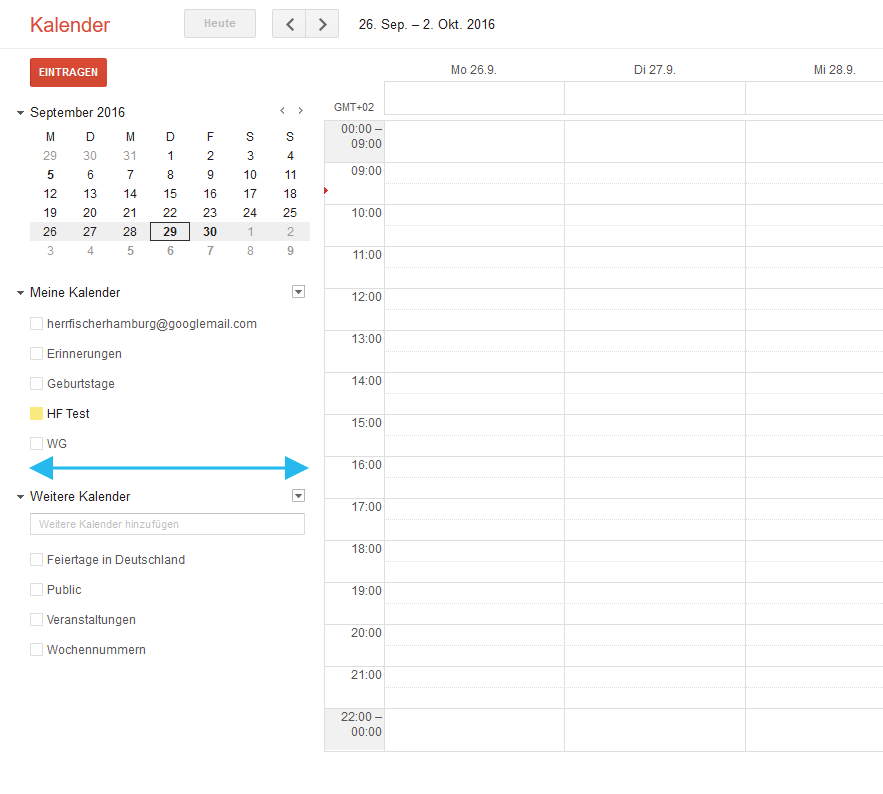 Kalender
Heute
26. Sep. – 2. Okt. 2016
EINTRAGEN
September 2016
M D M D F S S
29 30 31 1 2 3 4
5 6 7 8 9 10 11
12 13 14 15 16 17 18
19 20 21 22 23 24 25
26 27 28 29 30 1 2
3 4 5 6 7 8 9
Meine Kalender
herrfischerhamburg@googlemail.com
Erinnerungen
Geburtstage
HF Test
WG
Weitere Kalender
Weitere Kalender hinzufügen
Feiertage in Deutschland
Public
Veranstaltungen
Wochennummern
Mo 26.9. Di 27.9. Mi 28.9.
GMT+02
00:00 –
09:00
09:00
10:00
11:00
12:00
13:00
14:00
15:00
16:00
17:00
18:00
19:00
20:00
21:00
22:00 –
00:00